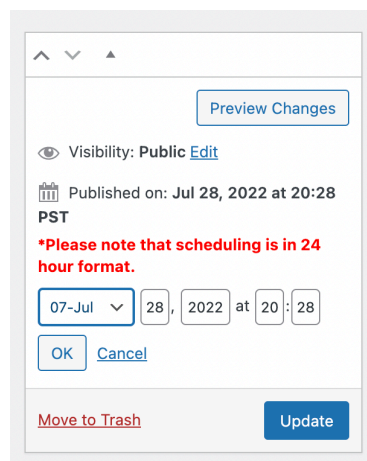 Preview Changes
Visibility: Public Edit
Published on: Jul 28, 2022 at 20:28
PST
*Please note that scheduling is in 24
hour format.
07-Jul 28, 2022 at 20:28
OK Cancel
Move to Trash Update